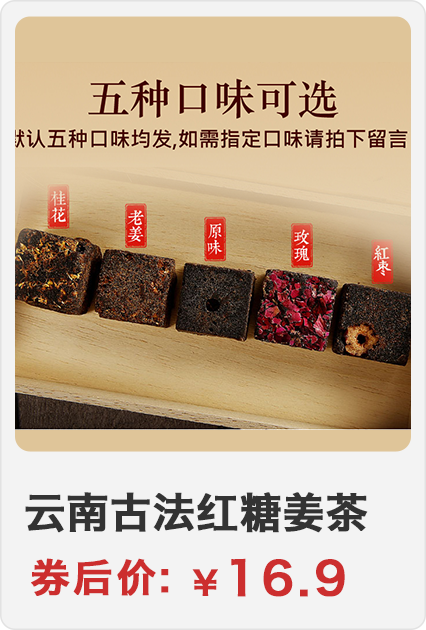 五种口味可选
默认五种口味均发,如需指定口味请拍下留言
桂花
老姜
原味
玫瑰
紅枣
云南古法红糖姜茶
券后价: ¥16.9